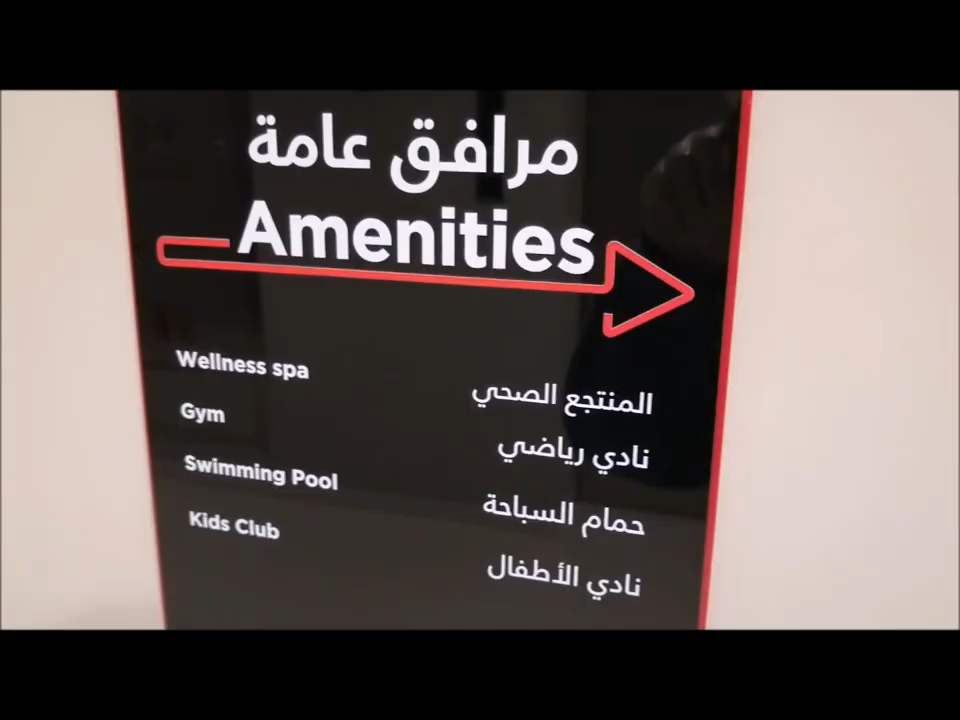 مرافق عامة
Amenities
Wellness spa
المنتجع الصحي
Gym
نادي رياضي
Swimming Pool
حمام السباحة
Kids Club
نادي الأطفال